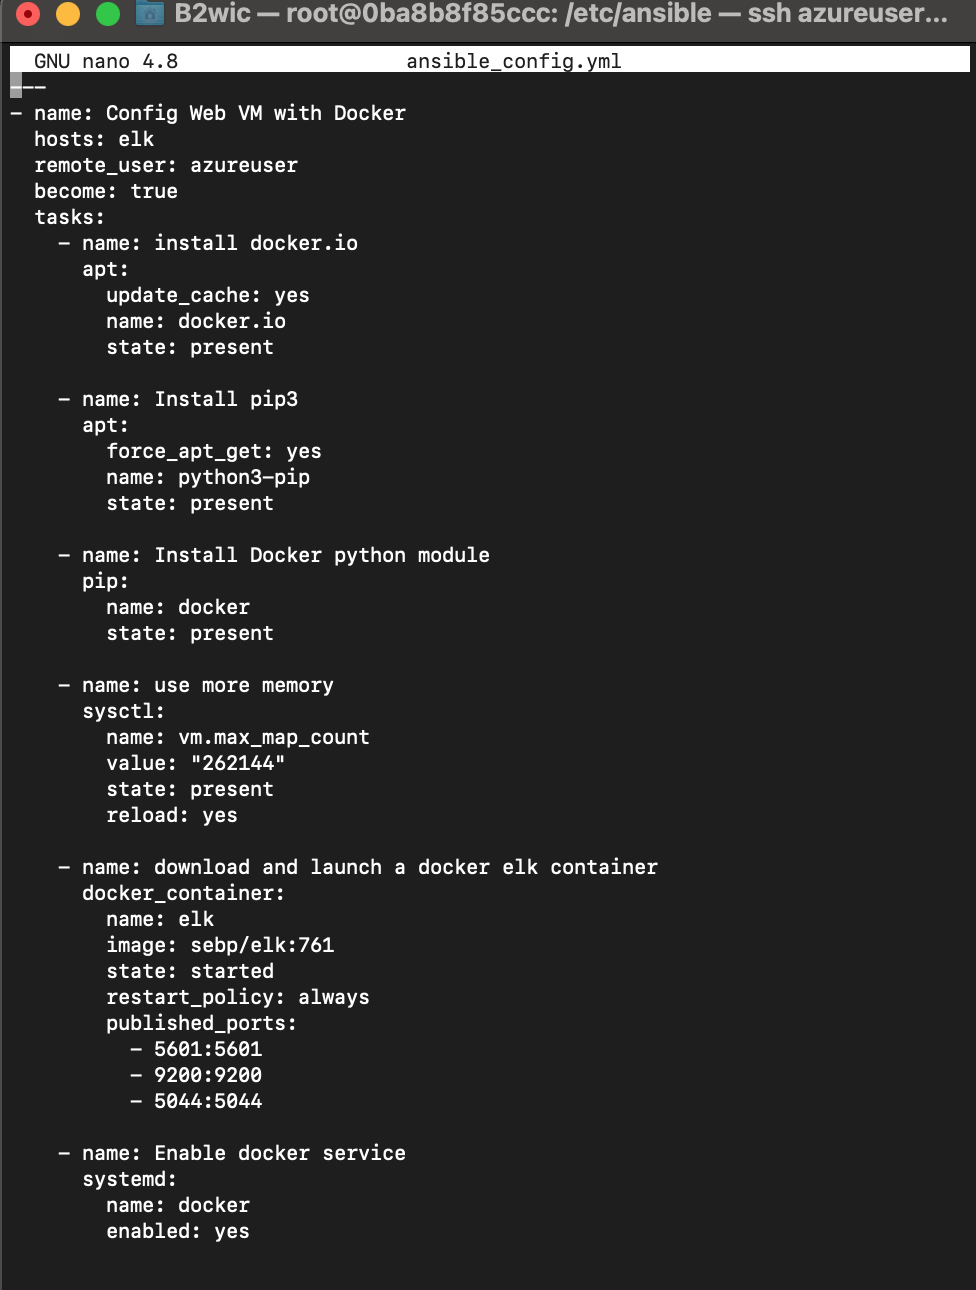 B2wic — root@0ba8b8f85ccc: /etc/ansible — ssh azureuser...
GNU nano 4.8 ansible_config.yml
---
- name: Config Web VM with Docker
  hosts: elk
  remote_user: azureuser
  become: true
  tasks:
    - name: install docker.io
      apt:
        update_cache: yes
        name: docker.io
        state: present

    - name: Install pip3
      apt:
        force_apt_get: yes
        name: python3-pip
        state: present

    - name: Install Docker python module
      pip:
        name: docker
        state: present

    - name: use more memory
      sysctl:
        name: vm.max_map_count
        value: "262144"
        state: present
        reload: yes

    - name: download and launch a docker elk container
      docker_container:
        name: elk
        image: sebp/elk:761
        state: started
        restart_policy: always
        published_ports:
          - 5601:5601
          - 9200:9200
          - 5044:5044

    - name: Enable docker service
      systemd:
        name: docker
        enabled: yes